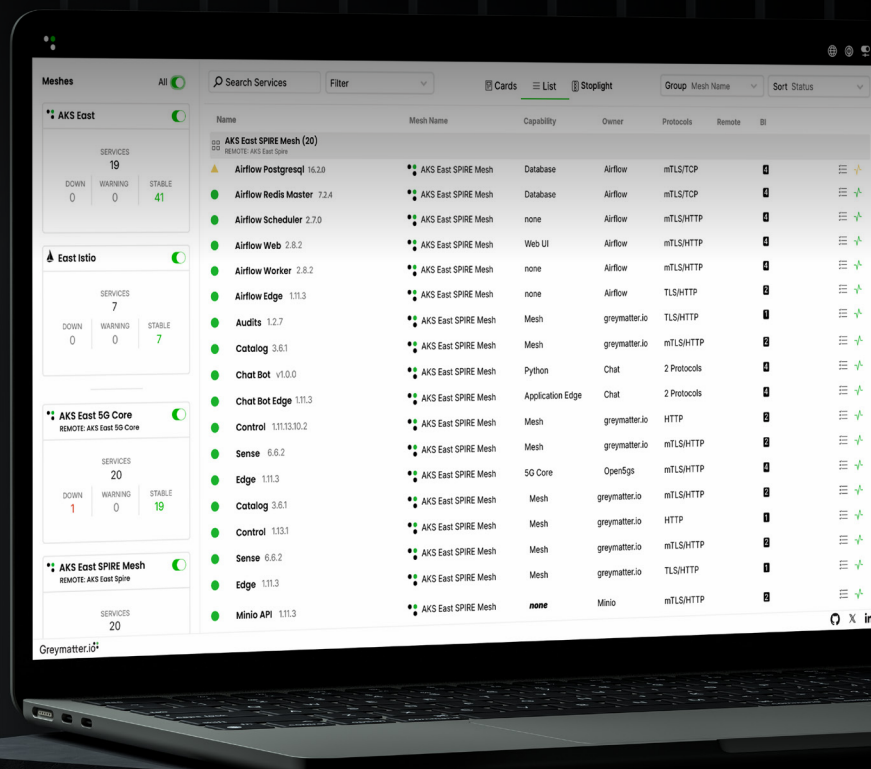 Meshes All
AKS East
SERVICES
19
DOWN WARNING STABLE
0 0 41
East Istio
SERVICES
7
DOWN WARNING STABLE
0 0 7
AKS East 5G Core
REMOTE: AKS East 5G Core
SERVICES
20
DOWN WARNING STABLE
1 0 19
AKS East SPIRE Mesh
REMOTE: AKS East Spire
SERVICES
20
Search Services Filter Cards List Stoplight Group Mesh Name Sort Status
Name Mesh Name Capability Owner Protocols Remote BI
AKS East SPIRE Mesh (20)
REMOTE: AKS East Spire
Airflow Postgresql 16.2.0 AKS East SPIRE Mesh Database Airflow mTLS/TCP 4
Airflow Redis Master 7.2.4 AKS East SPIRE Mesh Database Airflow mTLS/TCP 4
Airflow Scheduler 2.7.0 AKS East SPIRE Mesh none Airflow mTLS/HTTP 4
Airflow Web 2.8.2 AKS East SPIRE Mesh Web UI Airflow mTLS/HTTP 4
Airflow Worker 2.8.2 AKS East SPIRE Mesh none Airflow mTLS/HTTP 4
Airflow Edge 1.11.3 AKS East SPIRE Mesh none Airflow TLS/HTTP 2
Audits 1.2.7 AKS East SPIRE Mesh Mesh greymatter.io TLS/HTTP 1
Catalog 3.6.1 AKS East SPIRE Mesh Mesh greymatter.io mTLS/HTTP 2
Chat Bot v1.0.0 AKS East SPIRE Mesh Python Chat 2 Protocols 4
Chat Bot Edge 1.11.3 AKS East SPIRE Mesh Application Edge Chat 2 Protocols 4
Control 1.11.13.10.2 AKS East SPIRE Mesh Mesh greymatter.io HTTP 2
Sense 6.6.2 AKS East SPIRE Mesh Mesh greymatter.io mTLS/HTTP 2
Edge 1.11.3 AKS East SPIRE Mesh 5G Core Open5gs mTLS/HTTP 4
Catalog 3.6.1 AKS East SPIRE Mesh Mesh greymatter.io mTLS/HTTP 2
Control 1.13.1 AKS East SPIRE Mesh Mesh greymatter.io HTTP 1
Sense 6.6.2 AKS East SPIRE Mesh Mesh greymatter.io mTLS/HTTP 2
Edge 1.11.3 AKS East SPIRE Mesh Mesh greymatter.io TLS/HTTP 1
Minio API 1.11.3 AKS East SPIRE Mesh none Minio mTLS/HTTP 2
Greymatter.io
in